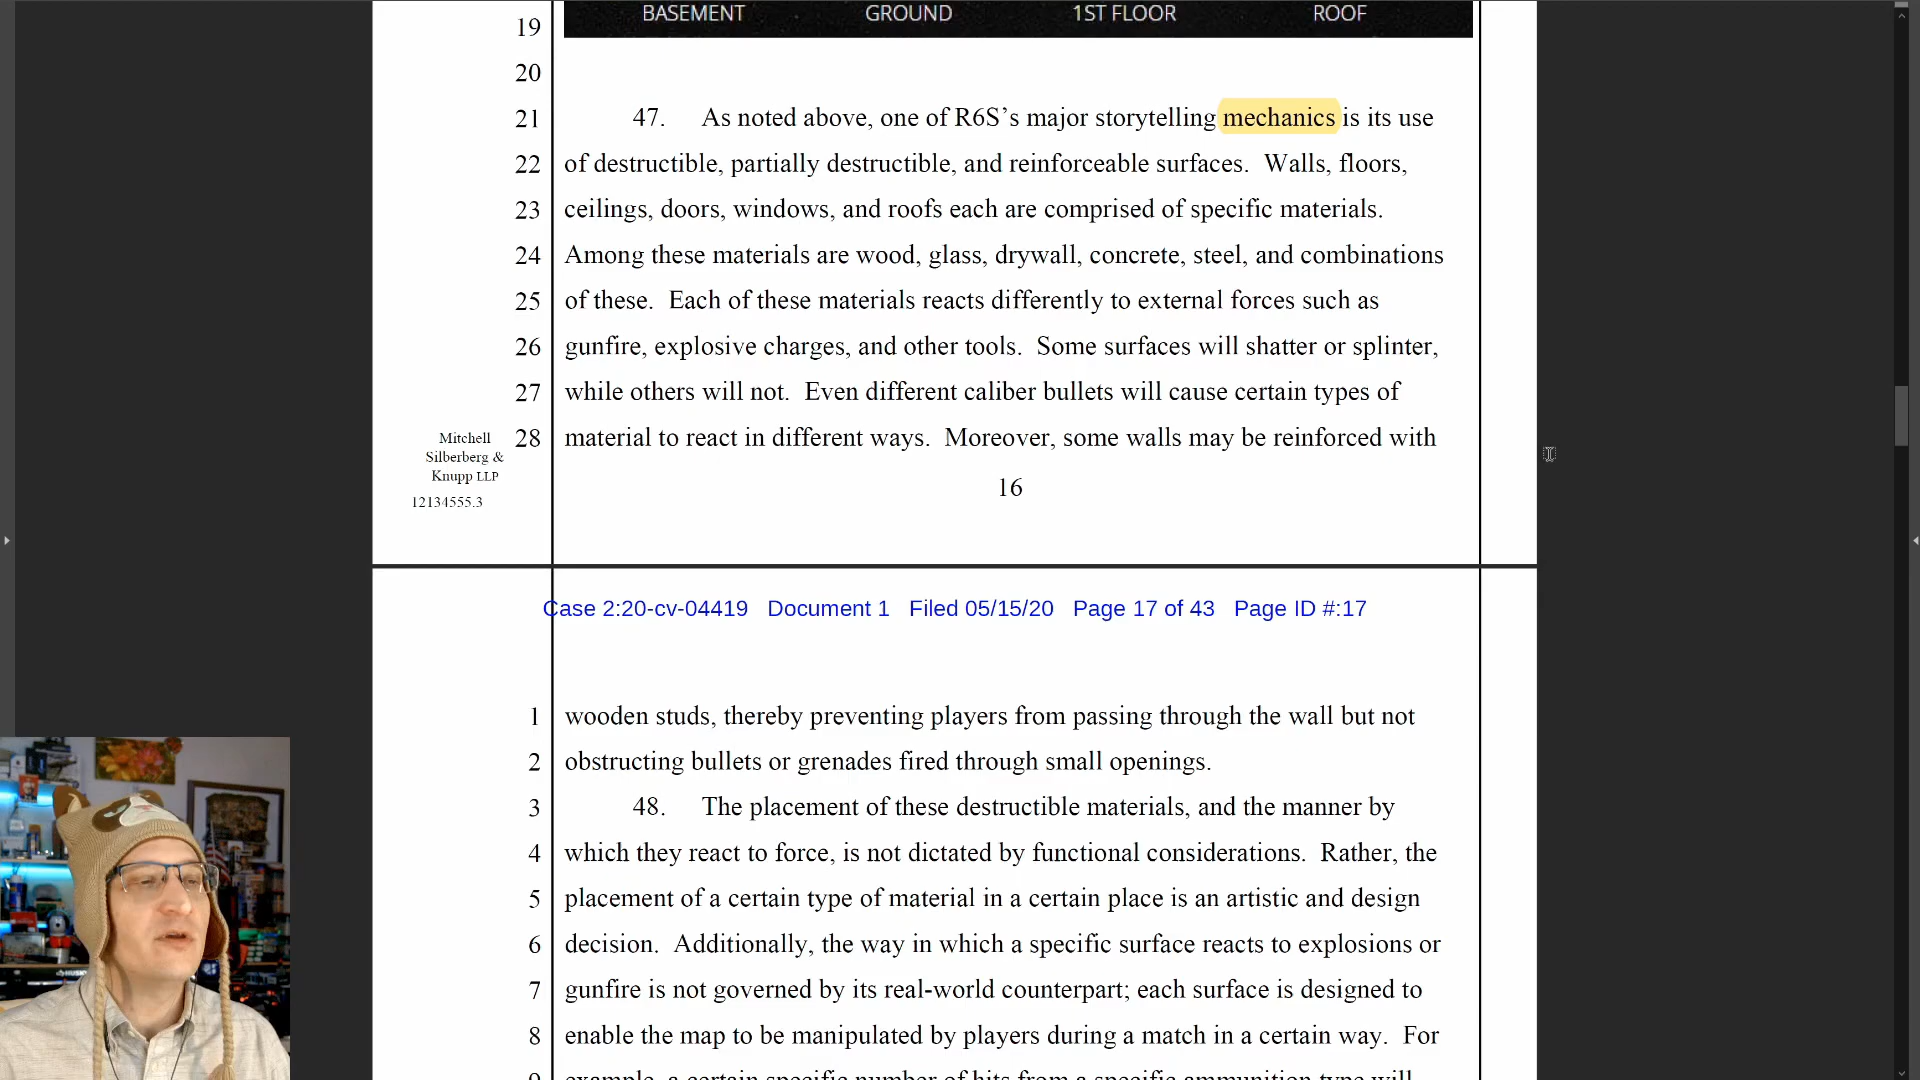 BASEMENT GROUND 1ST FLOOR ROOF
19
20
21 47. As noted above, one of R6S’s major storytelling mechanics is its use
22 of destructible, partially destructible, and reinforceable surfaces. Walls, floors,
23 ceilings, doors, windows, and roofs each are comprised of specific materials.
24 Among these materials are wood, glass, drywall, concrete, steel, and combinations
25 of these. Each of these materials reacts differently to external forces such as
26 gunfire, explosive charges, and other tools. Some surfaces will shatter or splinter,
27 while others will not. Even different caliber bullets will cause certain types of
28 material to react in different ways. Moreover, some walls may be reinforced with
Mitchell
Silberberg &
Knupp LLP
12134555.3
16
Case 2:20-cv-04419 Document 1 Filed 05/15/20 Page 17 of 43 Page ID #:17
1 wooden studs, thereby preventing players from passing through the wall but not
2 obstructing bullets or grenades fired through small openings.
3 48. The placement of these destructible materials, and the manner by
4 which they react to force, is not dictated by functional considerations. Rather, the
5 placement of a certain type of material in a certain place is an artistic and design
6 decision. Additionally, the way in which a specific surface reacts to explosions or
7 gunfire is not governed by its real-world counterpart; each surface is designed to
8 enable the map to be manipulated by players during a match in a certain way. For
9 example, a certain specific number of hits from a specific ammunition type will